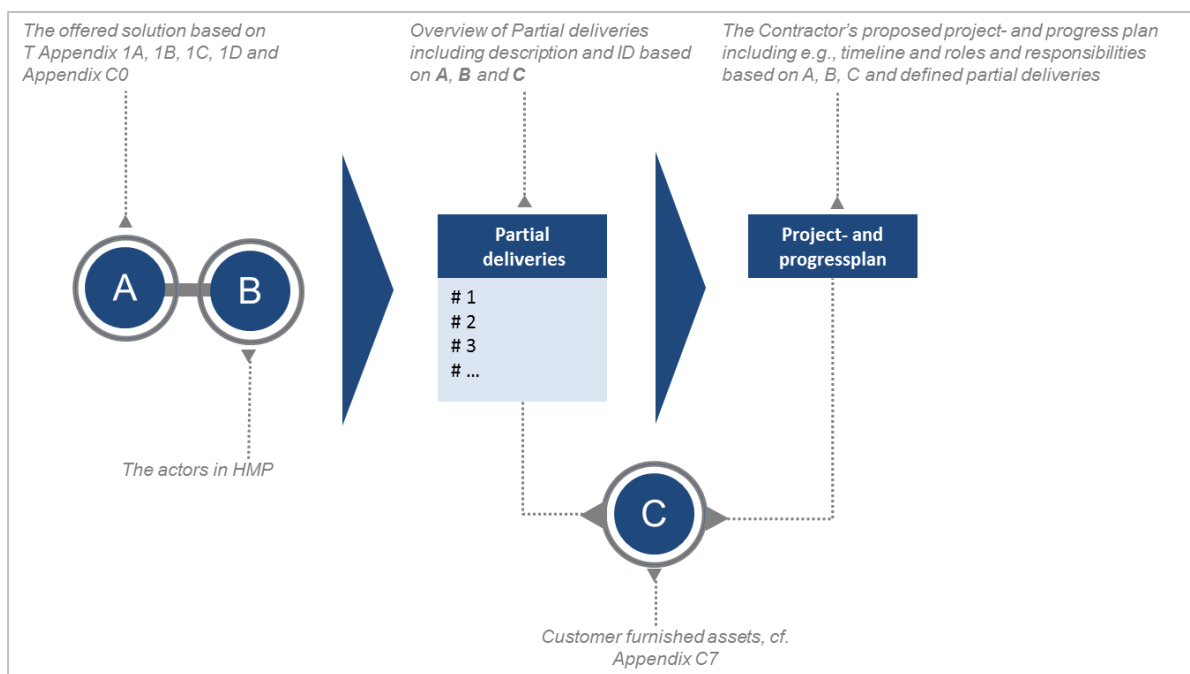 The offered solution based on
T Appendix 1A, 1B, 1C, 1D and
Appendix C0
Overview of Partial deliveries
including description and ID based
on A, B and C
The Contractor's proposed project- and progress plan
including e.g., timeline and roles and responsibilities
based on A, B, C and defined partial deliveries
A
B
Partial
deliveries
# 1
# 2
# 3
# ...
Project- and
progressplan
The actors in HMP
C
Customer furnished assets, cf.
Appendix C7